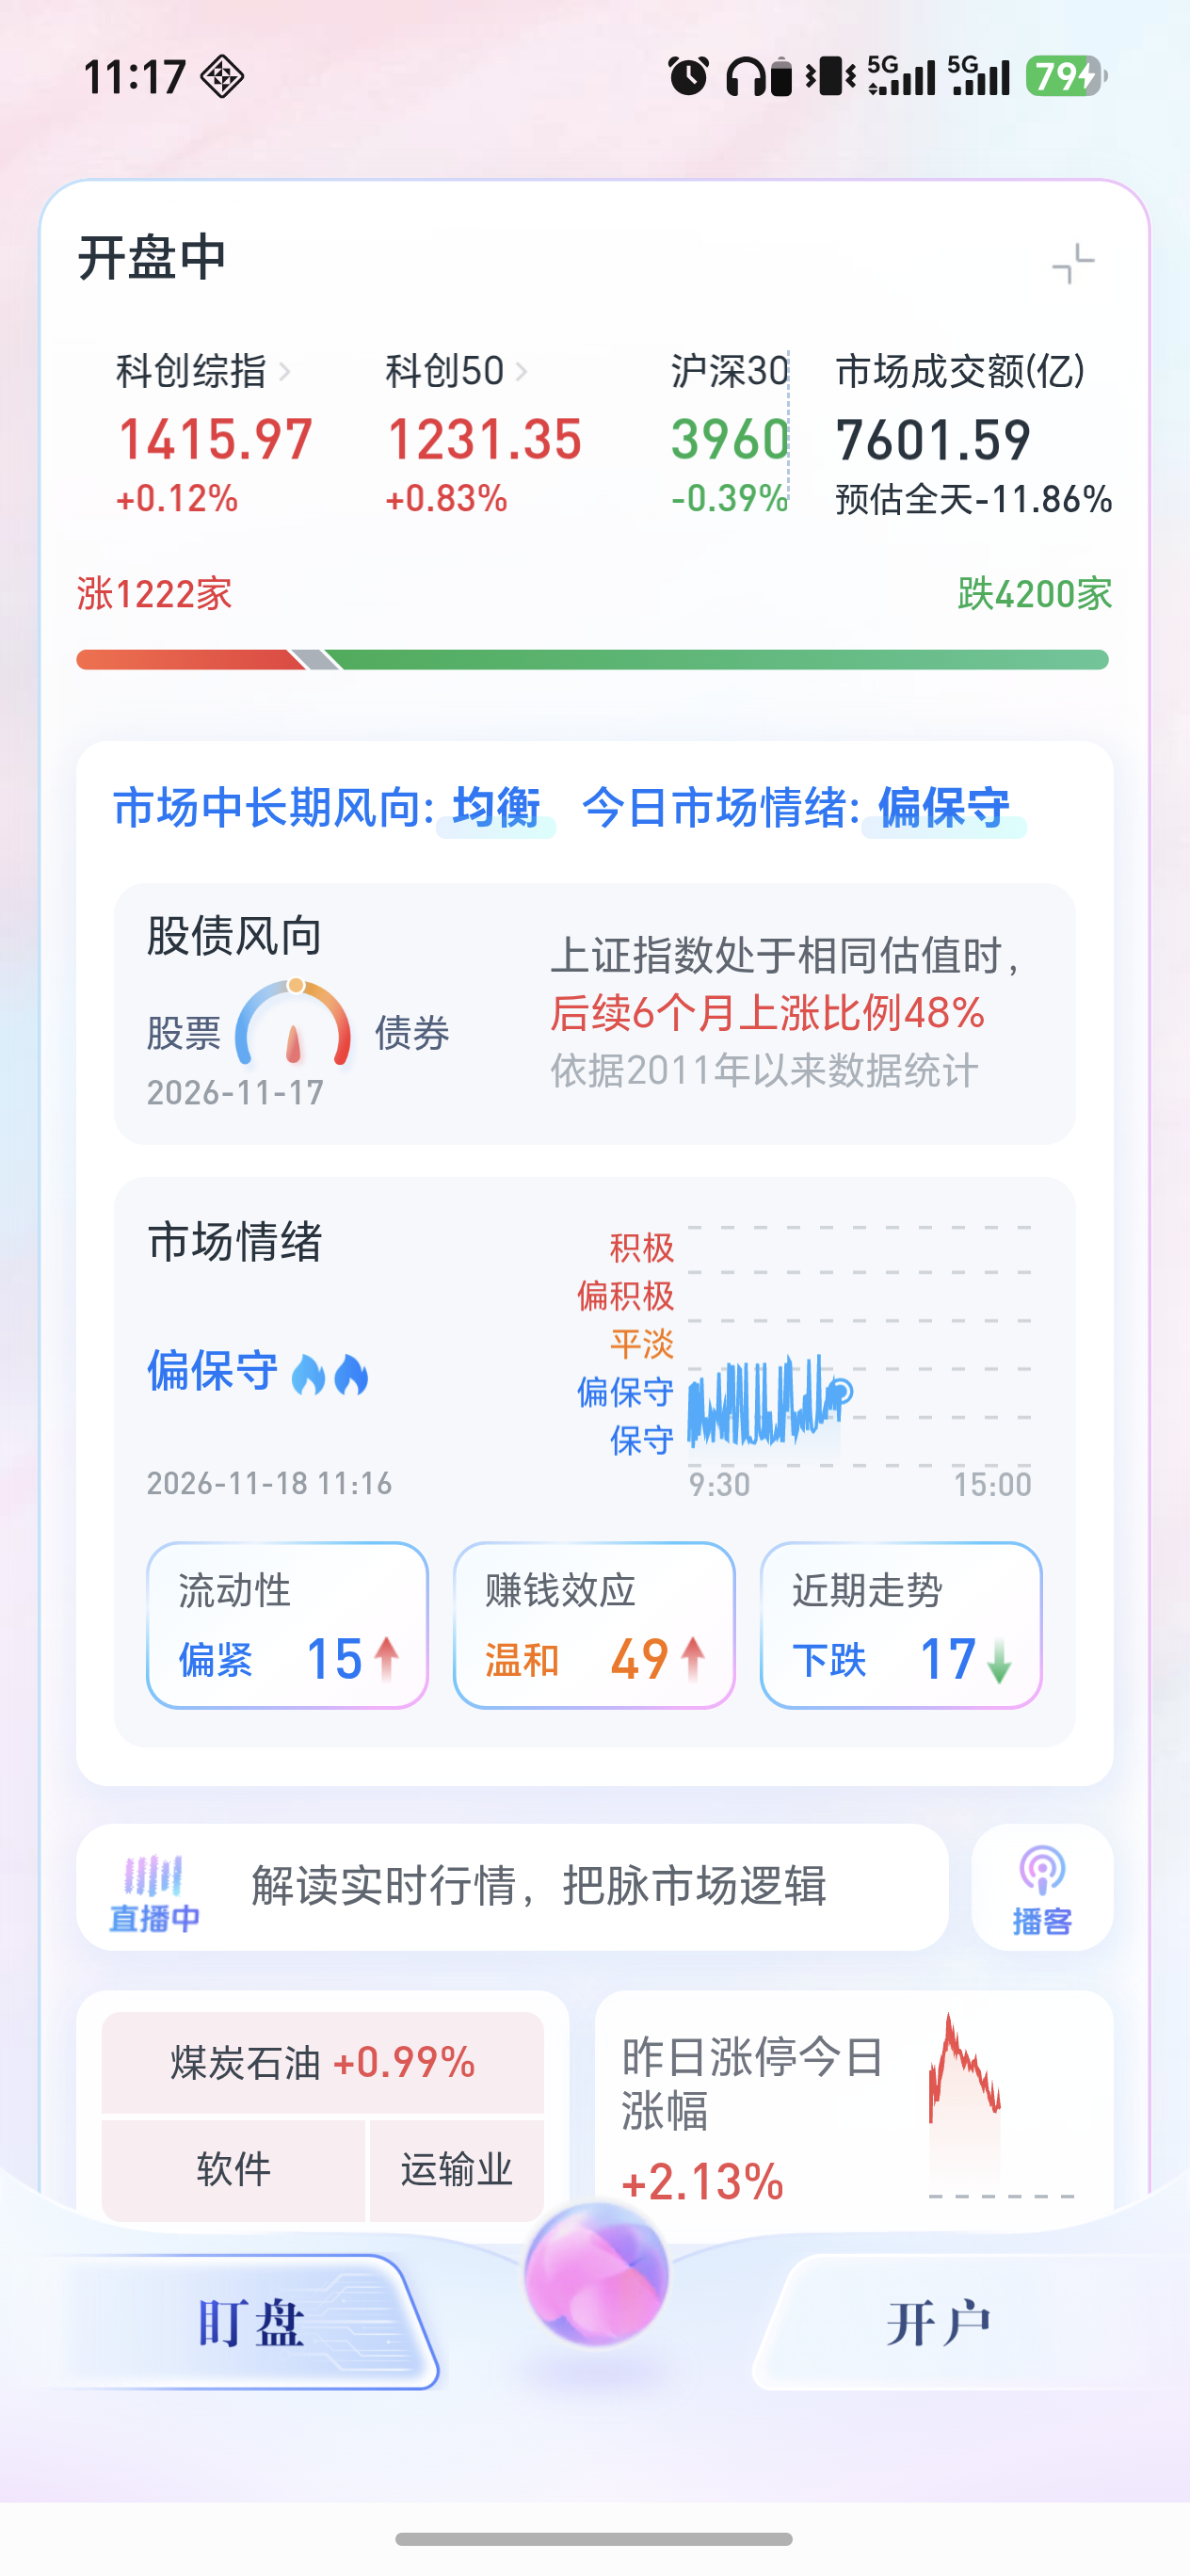 11:17
5G 5G 79
开盘中
科创综指 科创50 沪深30 市场成交额(亿)
1415.97 1231.35 3960 7601.59
+0.12% +0.83% -0.39% 预估全天-11.86%
涨1222家 跌4200家
市场中长期风向: 均衡 今日市场情绪: 偏保守
股债风向
上证指数处于相同估值时，
后续6个月上涨比例48%
股票 债券
依据2011年以来数据统计
2026-11-17
市场情绪
积极
偏积极
平淡
偏保守
偏保守
保守
2026-11-18 11:16
9:30 15:00
流动性 赚钱效应 近期走势
偏紧 15 温和 49 下跌 17
解读实时行情，把脉市场逻辑
直播中
播客
煤炭石油 +0.99%
软件 运输业
昨日涨停今日
涨幅
+2.13%
盯盘 开户